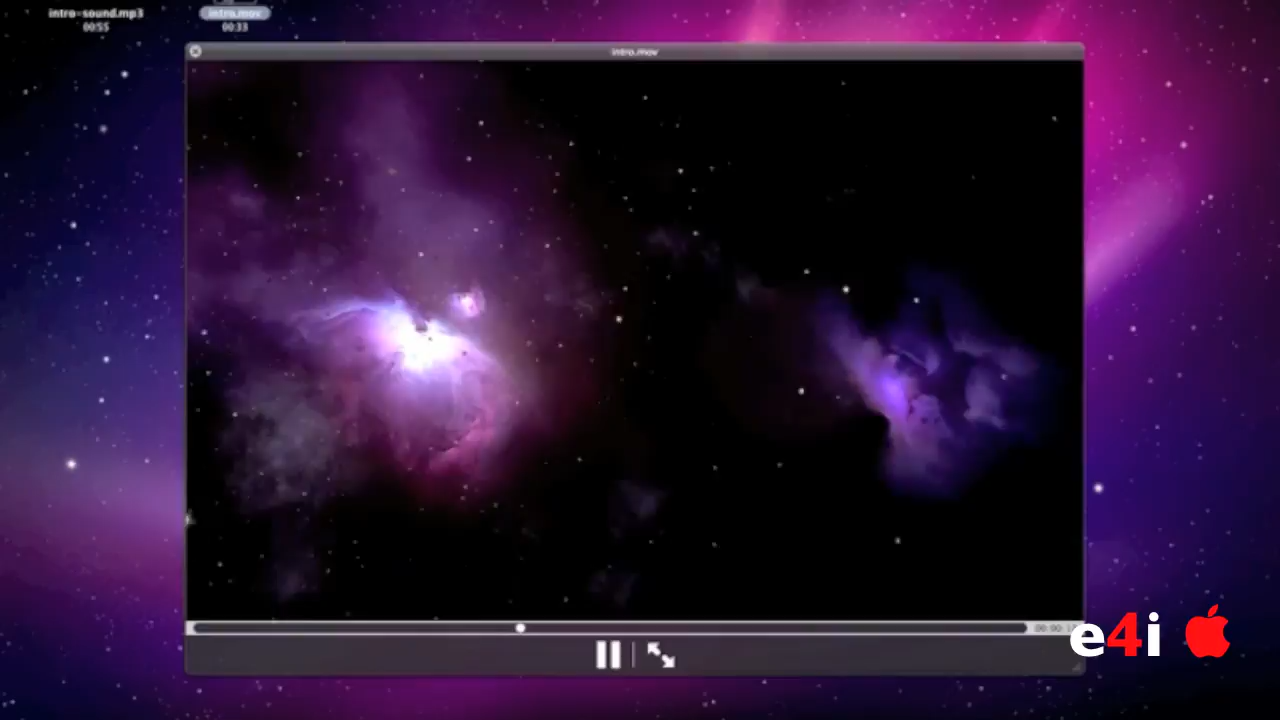 intro-sound.mp3
00:55
intro.mov
00:33
intro.mov
e4i